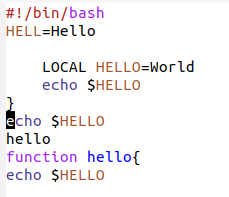 #!/bin/bash
HELL=Hello

    LOCAL HELLO=World
    echo $HELLO
}
echo $HELLO
hello
function hello{
echo $HELLO